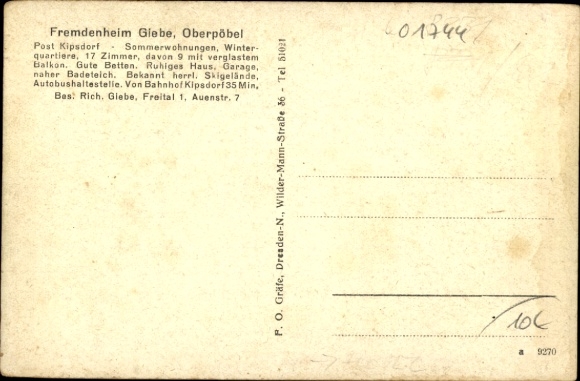 Fremdenheim Giebe, Oberpöbel
Post Kipsdorf - Sommerwohnungen, Winter-
quartiere, 17 Zimmer, davon 9 mit verglastem
Balkon. Gute Betten. Ruhiges Haus, Garage,
naher Badeteich. Bekannt herrl. Skigelände,
Autobushaltestelle. Von Bahnhof Kipsdorf 35 Min,
Bes. Rich. Giebe, Freital 1, Auenstr. 7
01744
P. O. Gräfe, Dresden-N., Wilder-Mann-Straße 36 - Tel 51021
/10€
a 9270